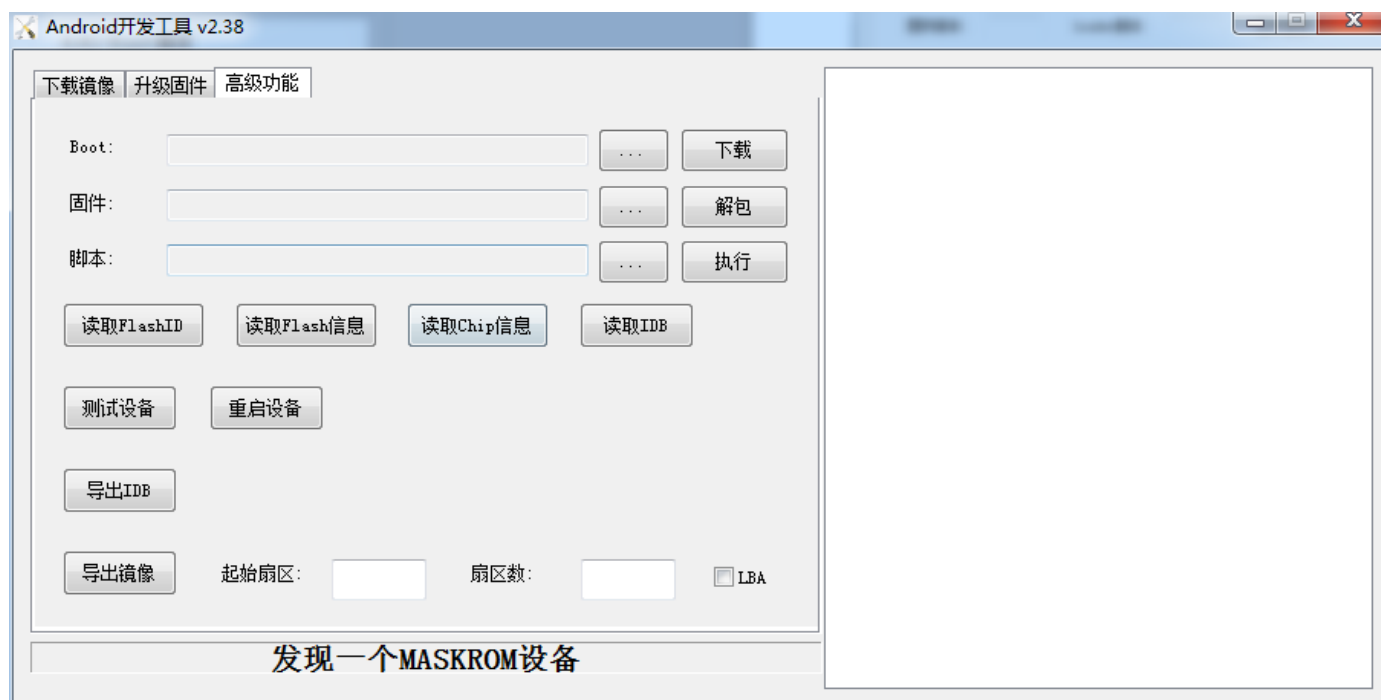 Android开发工具 v2.38
下载镜像 升级固件 高级功能
Boot: ... 下载
固件: ... 解包
脚本: ... 执行
读取FlashID 读取Flash信息 读取Chip信息 读取IDB
测试设备 重启设备
导出IDB
导出镜像 起始扇区: 扇区数: LBA
发现一个MASKROM设备